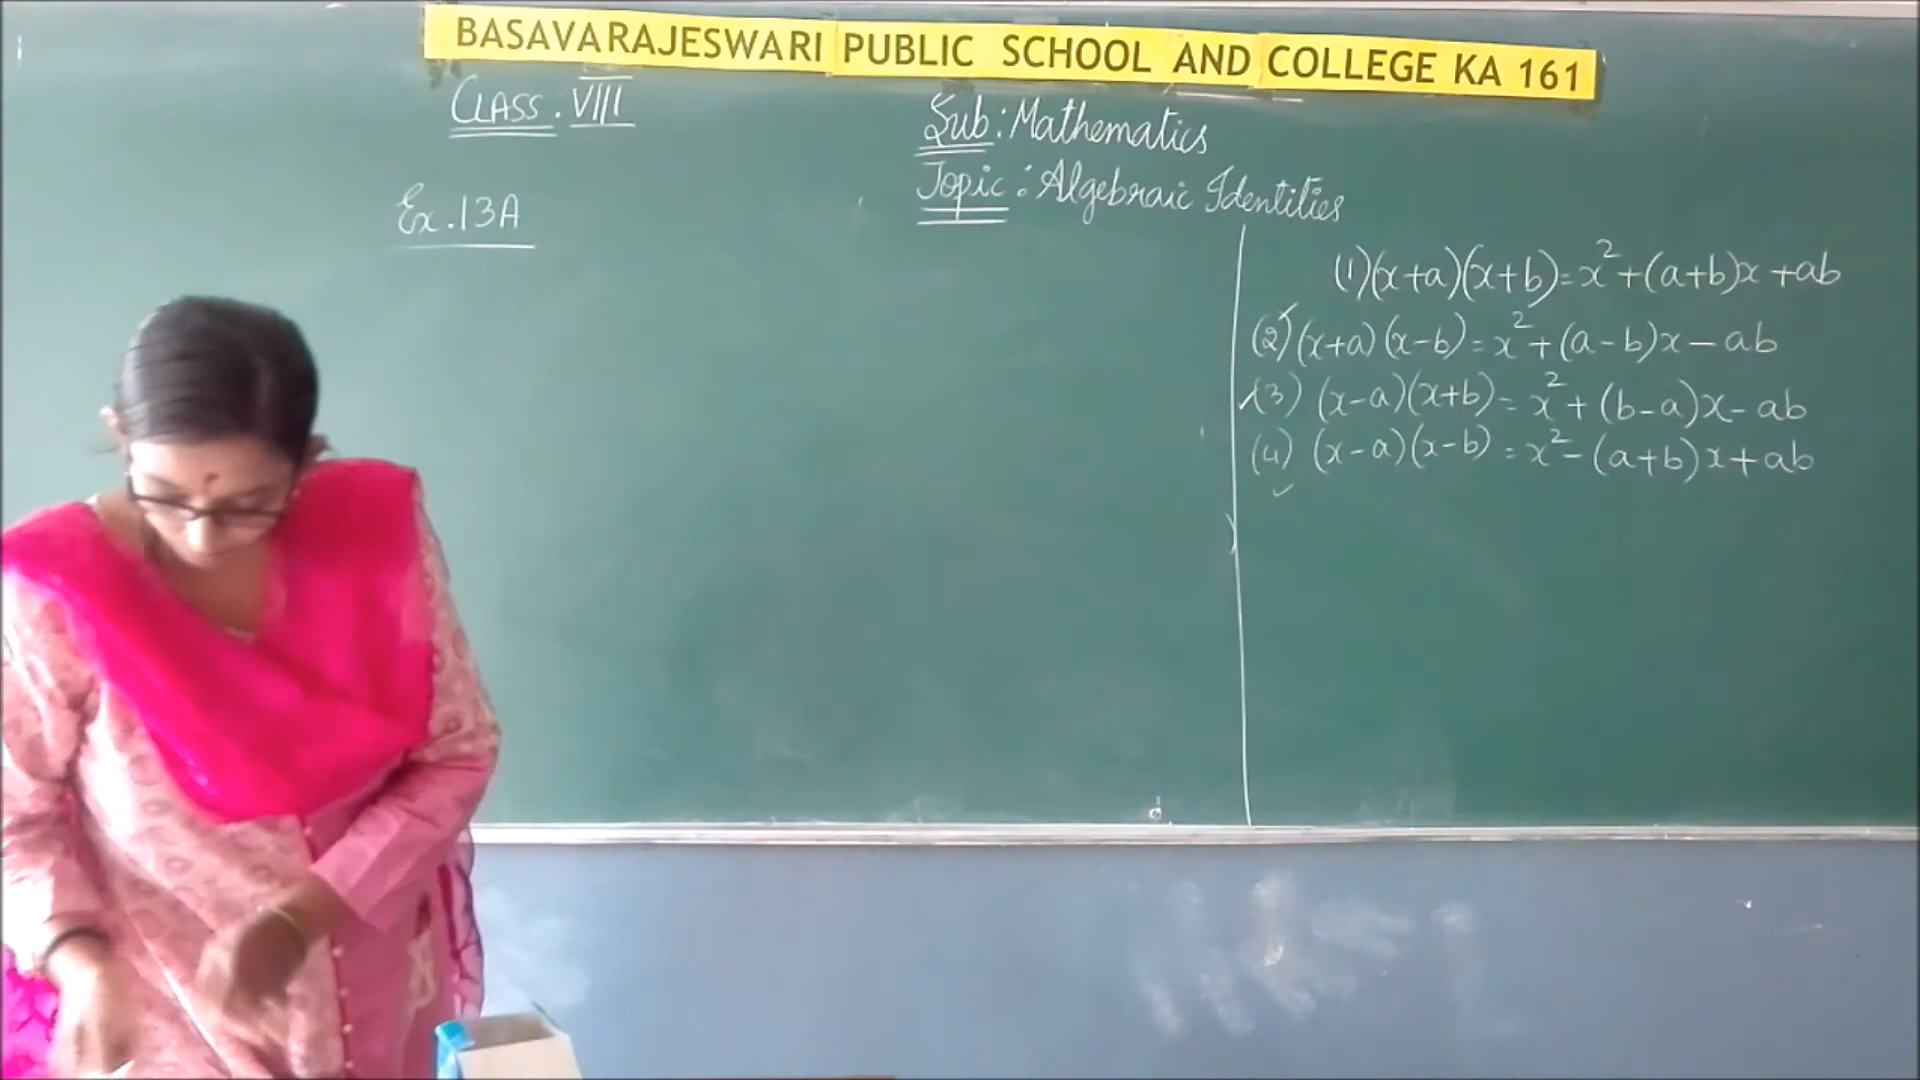 BASAVARAJESWARI PUBLIC SCHOOL AND COLLEGE KA 161
CLASS : VIII
Sub : Mathematics
Topic : Algebraic Identities
Ex. 13A
(1) (x+a)(x+b) = x² + (a+b)x + ab
(2) (x+a)(x-b) = x² + (a-b)x - ab
(3) (x-a)(x+b) = x² + (b-a)x - ab
(4) (x-a)(x-b) = x² - (a+b)x + ab